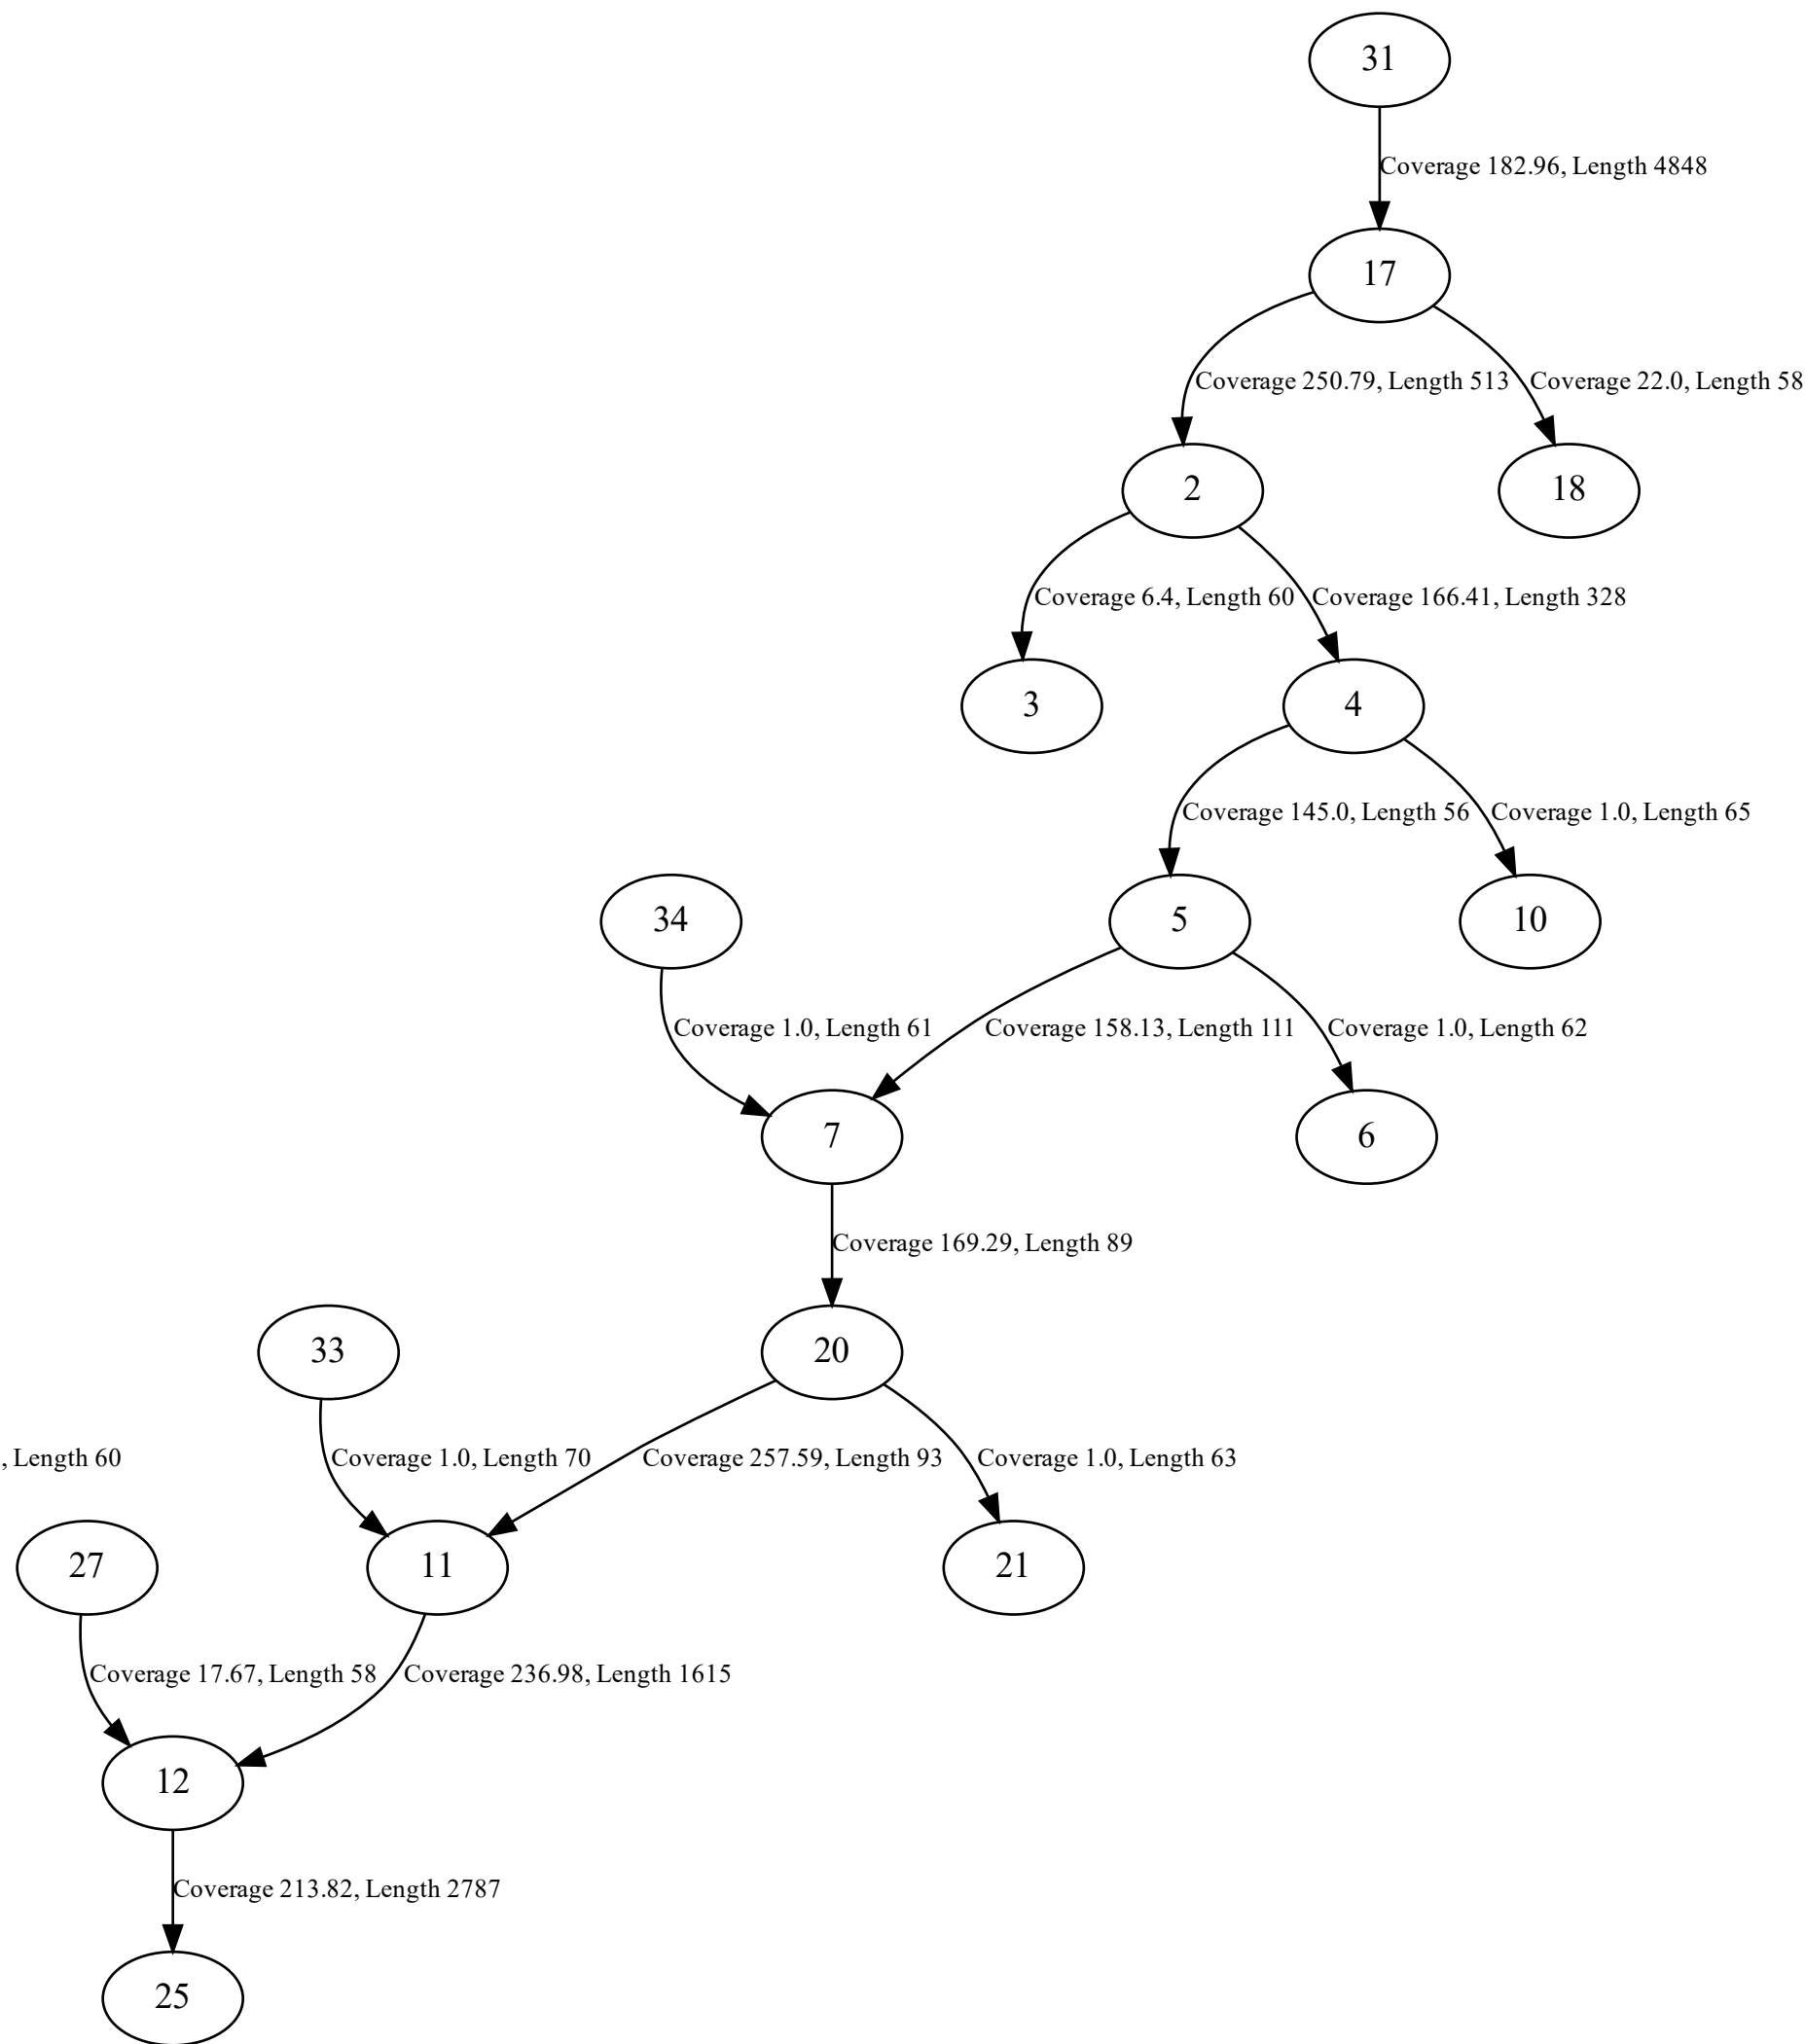 31
Coverage 182.96, Length 4848
17
Coverage 250.79, Length 513
Coverage 22.0, Length 58
2
18
Coverage 6.4, Length 60
Coverage 166.41, Length 328
3
4
Coverage 145.0, Length 56
Coverage 1.0, Length 65
34
5
10
Coverage 1.0, Length 61
Coverage 158.13, Length 111
Coverage 1.0, Length 62
7
6
Coverage 169.29, Length 89
33
20
, Length 60
Coverage 1.0, Length 70
Coverage 257.59, Length 93
Coverage 1.0, Length 63
27
11
21
Coverage 17.67, Length 58
Coverage 236.98, Length 1615
12
Coverage 213.82, Length 2787
25